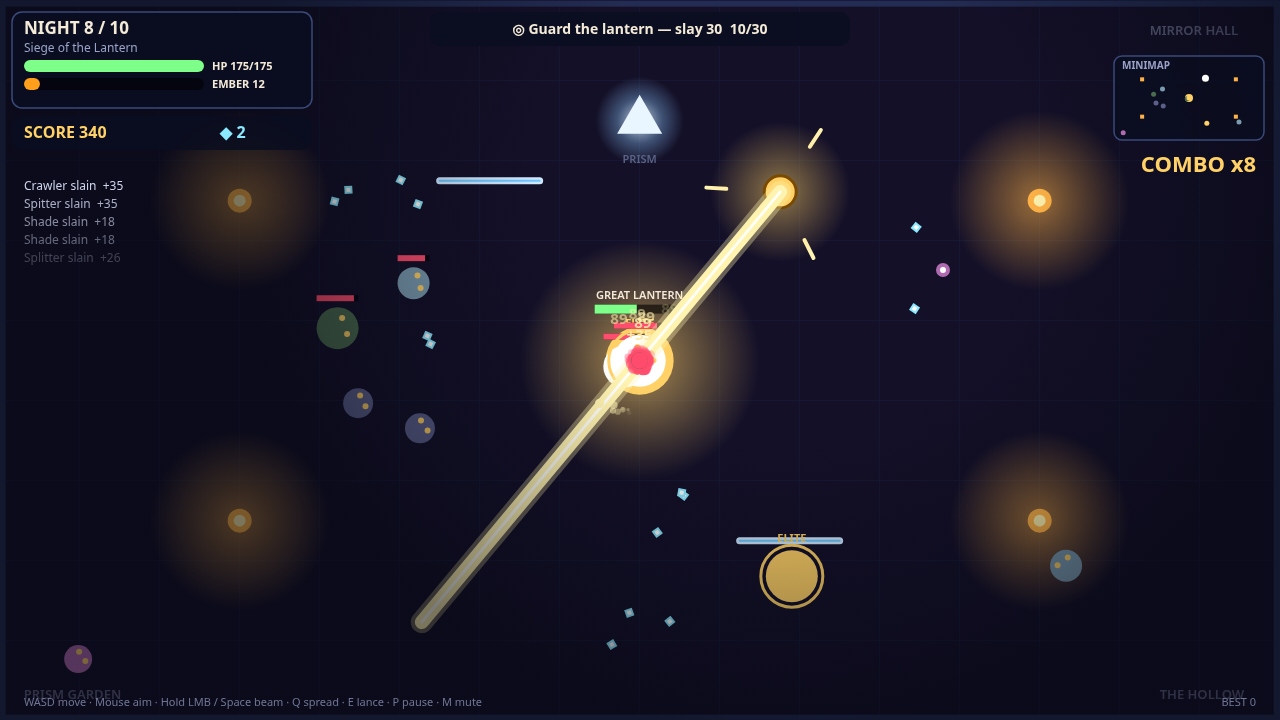 NIGHT 8 / 10
Siege of the Lantern
HP 175/175
EMBER 12
SCORE 340
◆ 2
Crawler slain +35
Spitter slain +35
Shade slain +18
Shade slain +18
Splitter slain +26
◎ Guard the lantern — slay 30 10/30
MIRROR HALL
MINIMAP
COMBO x8
PRISM
GREAT LANTERN
89
89
ELITE
PRISM GARDEN
THE HOLLOW
WASD move · Mouse aim · Hold LMB / Space beam · Q spread · E lance · P pause · M mute
BEST 0